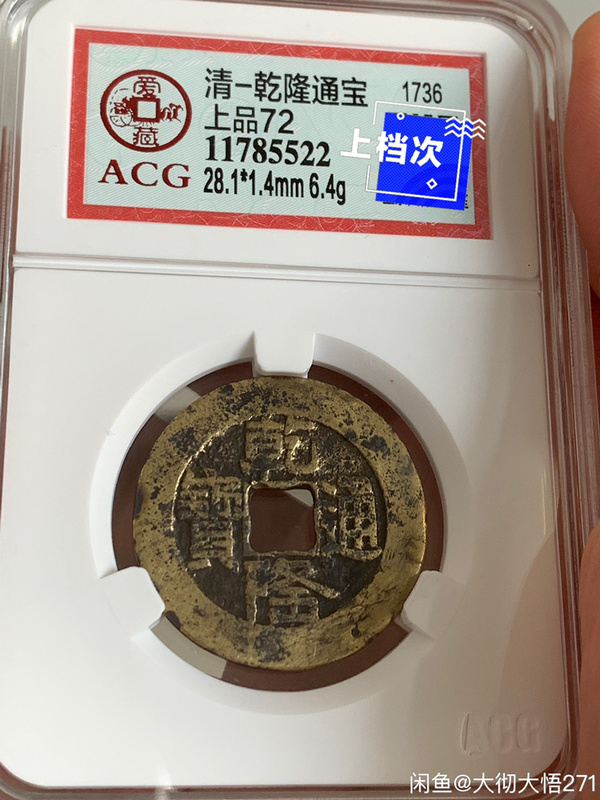 爱藏
ACG
清-乾隆通宝 1736
上品72
11785522
28.1*1.4mm 6.4g
上档次
乾隆通寶
ACG
闲鱼@大彻大悟271